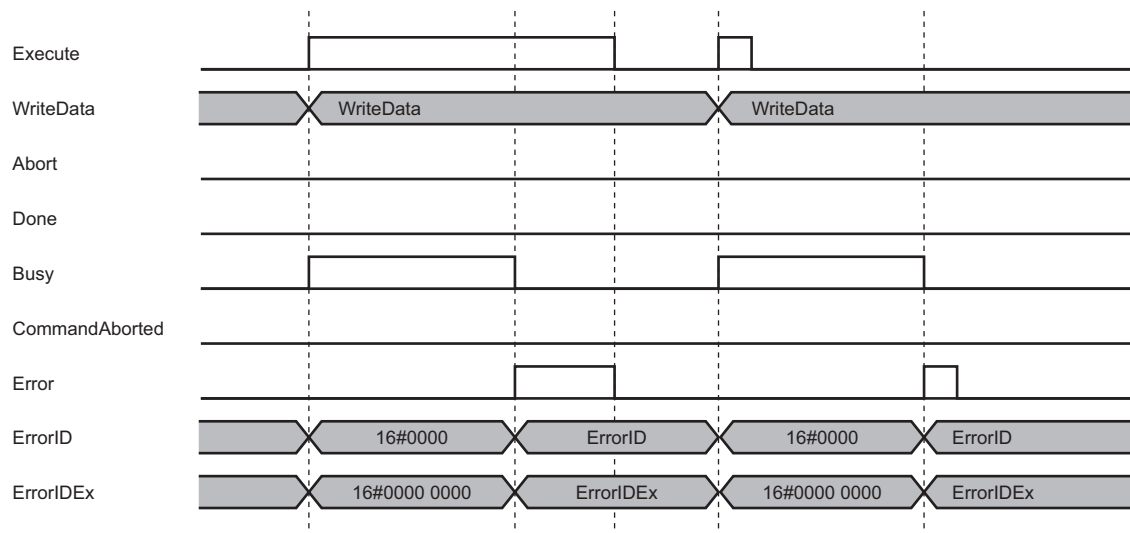 Execute
WriteData WriteData WriteData
Abort
Done
Busy
CommandAborted
Error
ErrorID 16#0000 ErrorID 16#0000 ErrorID
ErrorIDEx 16#0000 0000 ErrorIDEx 16#0000 0000 ErrorIDEx